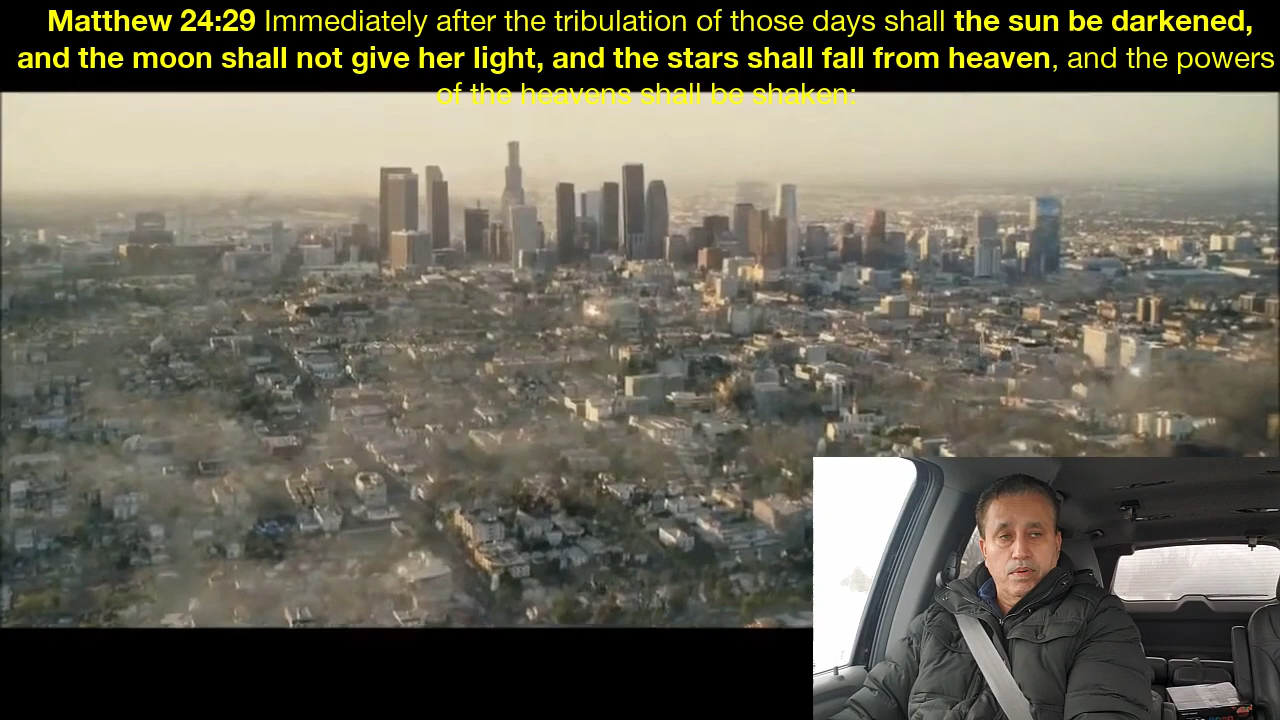 Matthew 24:29 Immediately after the tribulation of those days shall the sun be darkened,
and the moon shall not give her light, and the stars shall fall from heaven, and the powers
of the heavens shall be shaken: